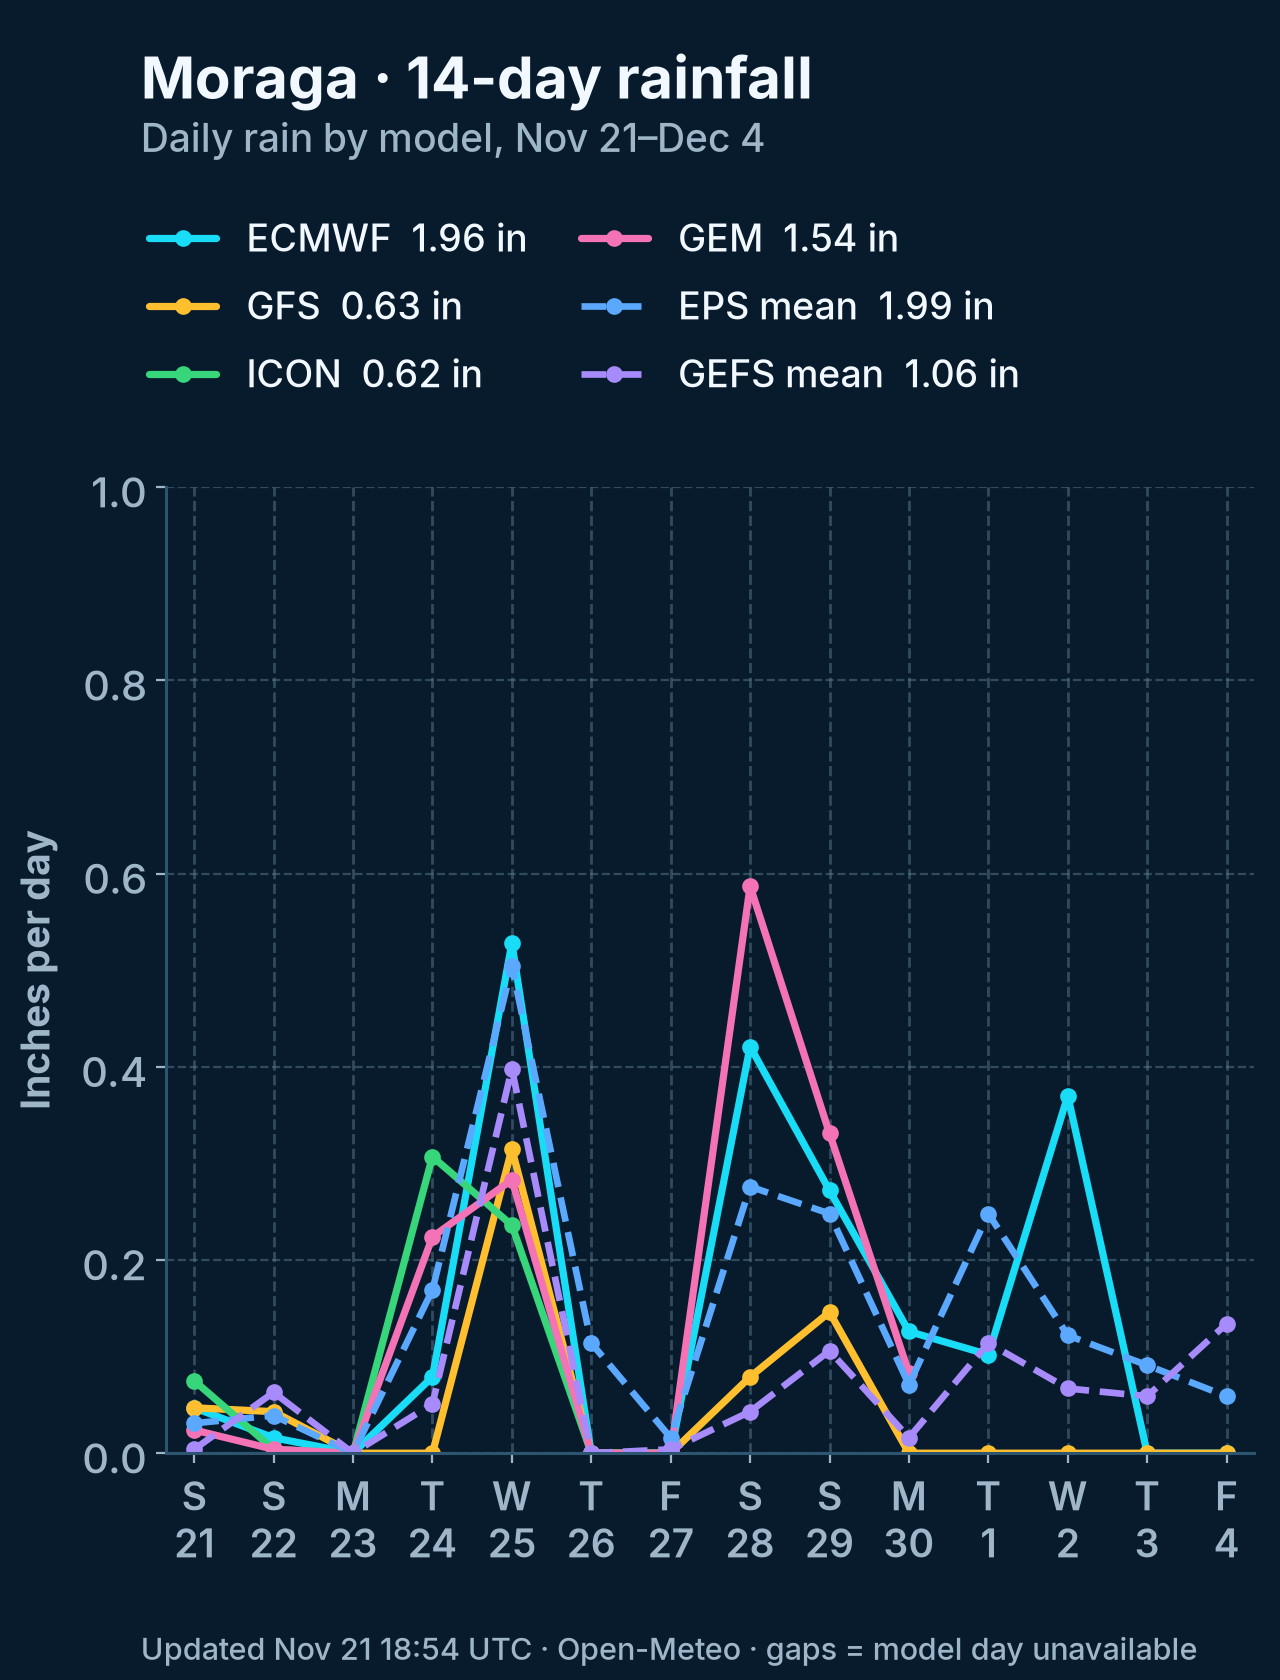 Moraga · 14-day rainfall
Daily rain by model, Nov 21–Dec 4
ECMWF 1.96 in GEM 1.54 in
GFS 0.63 in EPS mean 1.99 in
ICON 0.62 in GEFS mean 1.06 in
1.0
0.8
0.6
0.4
0.2
0.0
Inches per day
S S M T W T F S S M T W T F
21 22 23 24 25 26 27 28 29 30 1 2 3 4
Updated Nov 21 18:54 UTC · Open-Meteo · gaps = model day unavailable